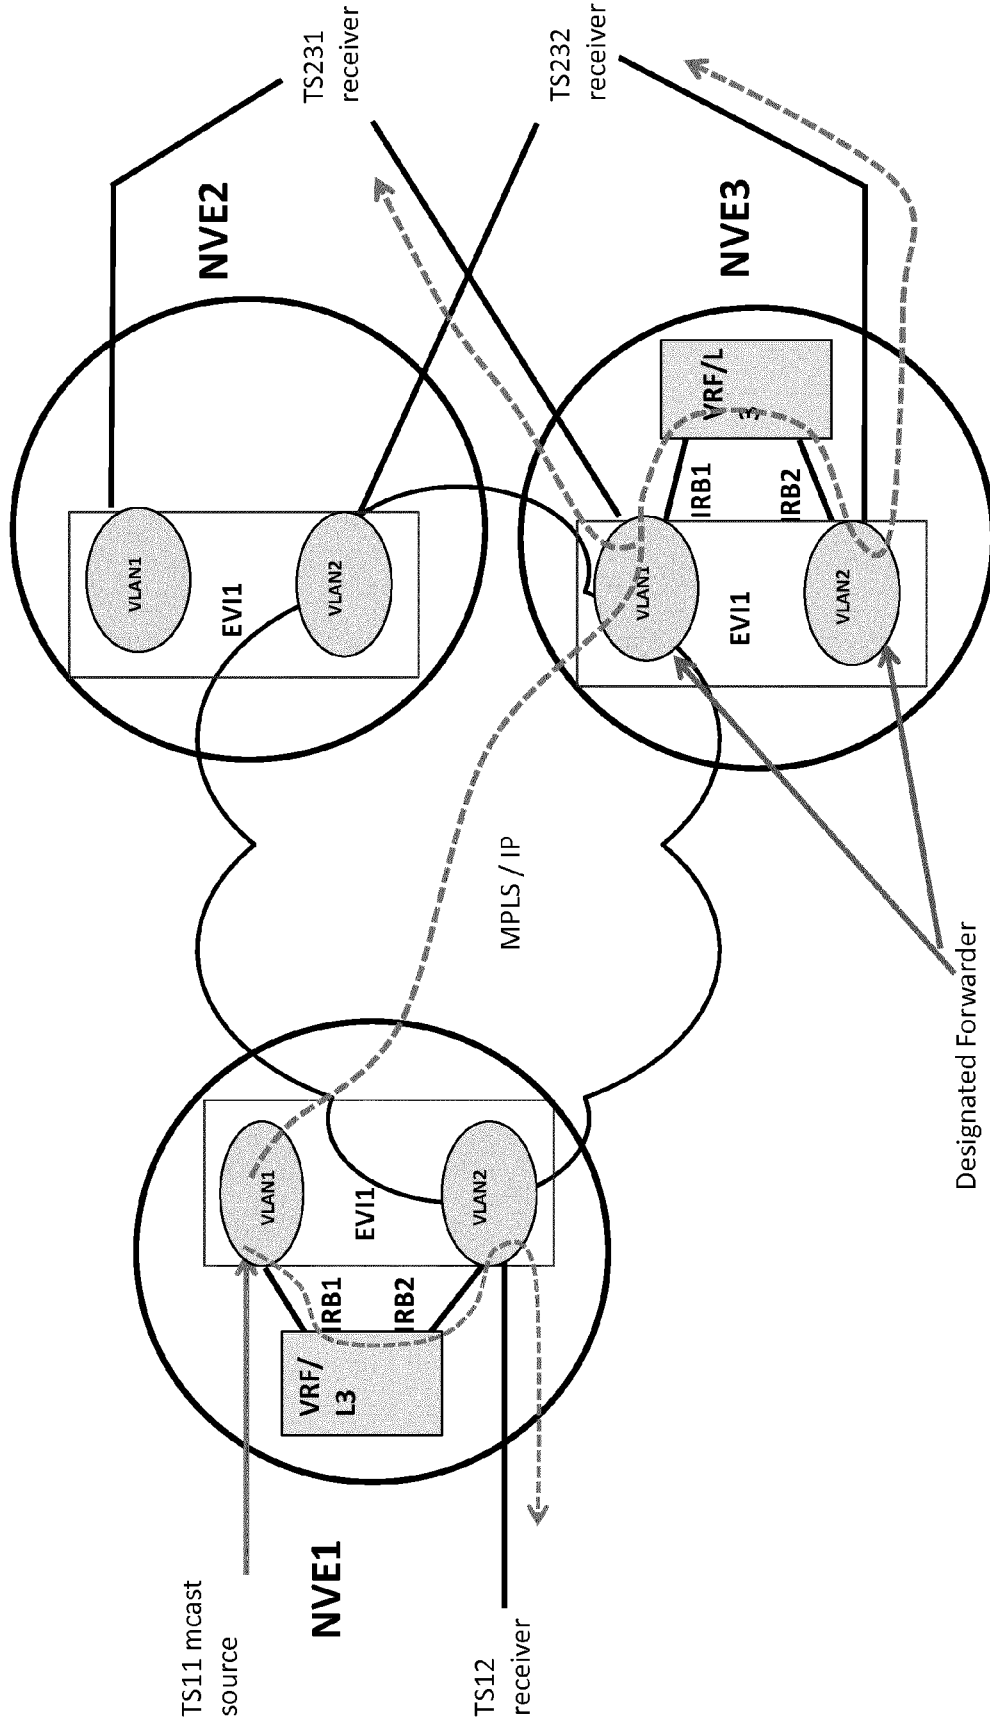 TS11 mcast
source
NVE1
TS12
receiver
VRF/
L3
IRB1
IRB2
VLAN1
EVI1
VLAN2
MPLS / IP
VLAN1
EVI1
VLAN2
NVE2
TS231
receiver
TS232
receiver
VLAN1
EVI1
VLAN2
IRB1
IRB2
VRF/L
3
NVE3
Designated Forwarder